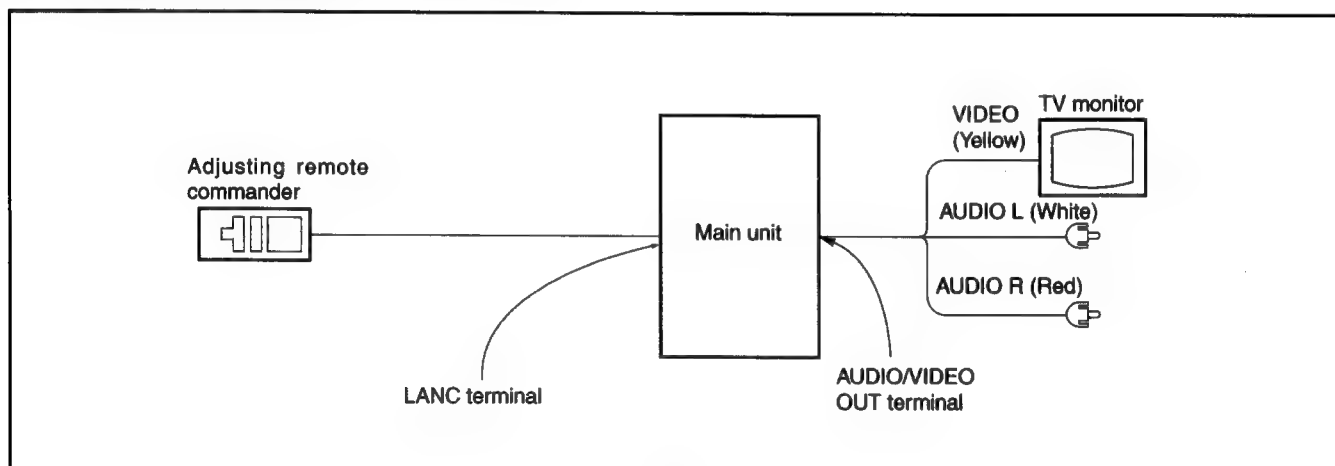 Adjusting remote
commander
LANC terminal
Main unit
VIDEO
(Yellow)
TV monitor
AUDIO L (White)
AUDIO R (Red)
AUDIO/VIDEO
OUT terminal